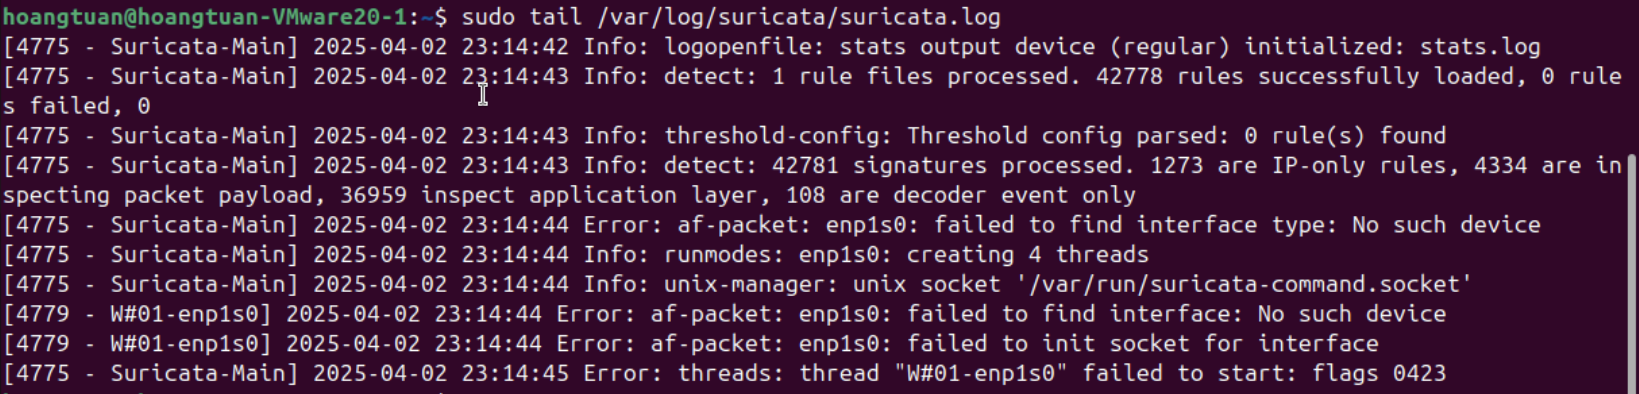 hoangtuan@hoangtuan-VMware20-1:~$ sudo tail /var/log/suricata/suricata.log
[4775 - Suricata-Main] 2025-04-02 23:14:42 Info: logopenfile: stats output device (regular) initialized: stats.log
[4775 - Suricata-Main] 2025-04-02 23:14:43 Info: detect: 1 rule files processed. 42778 rules successfully loaded, 0 rule
s failed, 0
[4775 - Suricata-Main] 2025-04-02 23:14:43 Info: threshold-config: Threshold config parsed: 0 rule(s) found
[4775 - Suricata-Main] 2025-04-02 23:14:43 Info: detect: 42781 signatures processed. 1273 are IP-only rules, 4334 are in
specting packet payload, 36959 inspect application layer, 108 are decoder event only
[4775 - Suricata-Main] 2025-04-02 23:14:44 Error: af-packet: enp1s0: failed to find interface type: No such device
[4775 - Suricata-Main] 2025-04-02 23:14:44 Info: runmodes: enp1s0: creating 4 threads
[4775 - Suricata-Main] 2025-04-02 23:14:44 Info: unix-manager: unix socket '/var/run/suricata-command.socket'
[4779 - W#01-enp1s0] 2025-04-02 23:14:44 Error: af-packet: enp1s0: failed to find interface: No such device
[4779 - W#01-enp1s0] 2025-04-02 23:14:44 Error: af-packet: enp1s0: failed to init socket for interface
[4775 - Suricata-Main] 2025-04-02 23:14:45 Error: threads: thread "W#01-enp1s0" failed to start: flags 0423